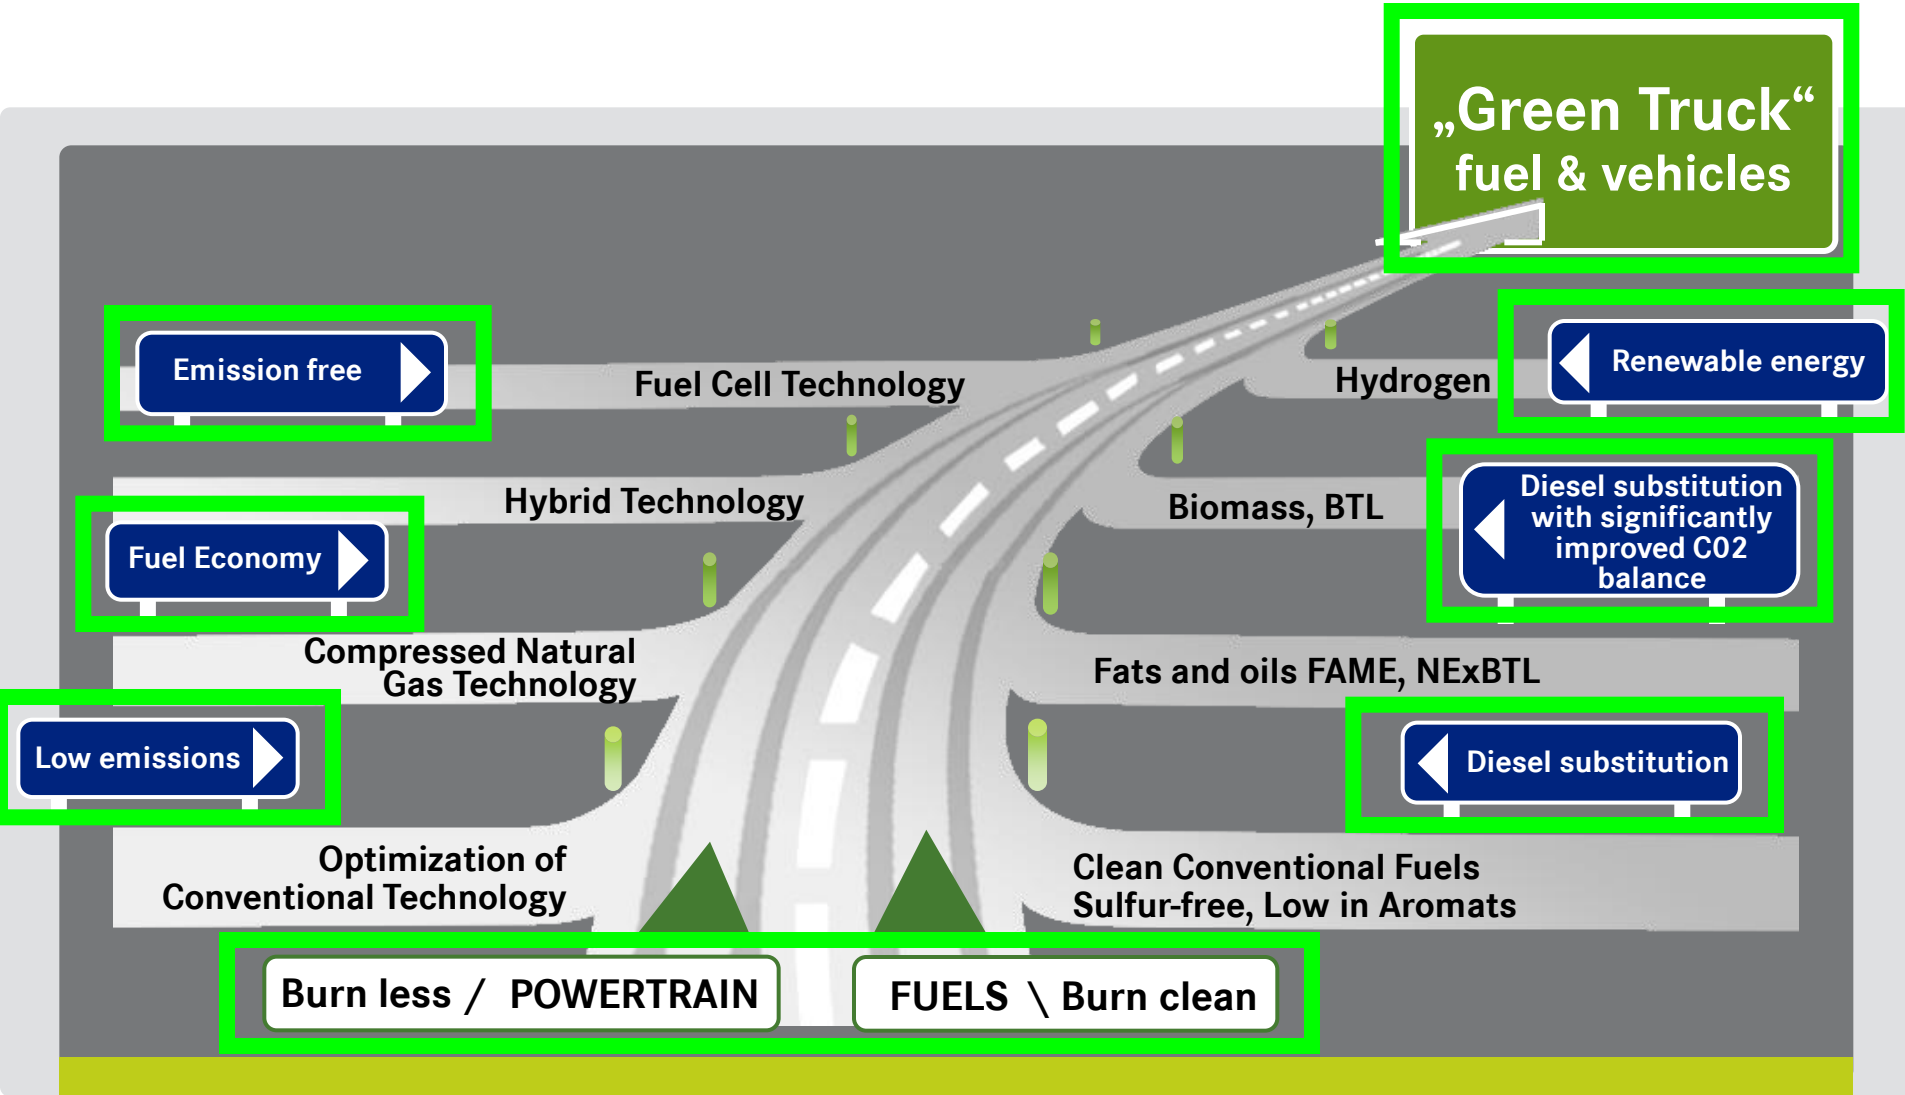 „Green Truck“
fuel & vehicles
Emission free
Fuel Cell Technology
Hydrogen
Renewable energy
Hybrid Technology
Biomass, BTL
Diesel substitution
with significantly
improved C02
balance
Fuel Economy
Compressed Natural
Gas Technology
Fats and oils FAME, NExBTL
Low emissions
Diesel substitution
Optimization of
Conventional Technology
Clean Conventional Fuels
Sulfur-free, Low in Aromats
Burn less / POWERTRAIN
FUELS \ Burn clean